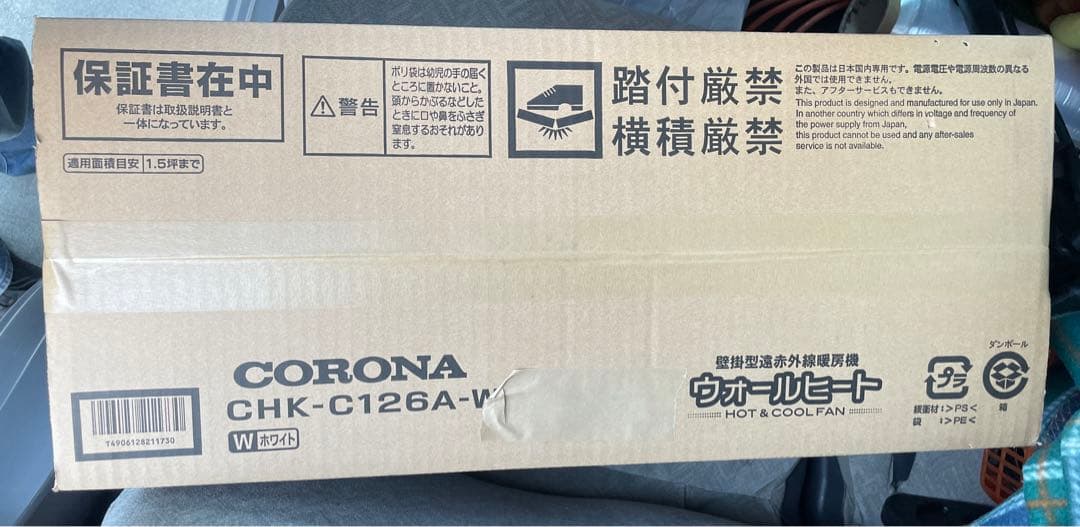 保証書在中
保証書は取扱説明書と
一体になっています。
適用面積目安 1.5坪まで
警告
ポリ袋は幼児の手の届く
ところに置かないこと。
頭からかぶるなどした
ときに口や鼻をふさぎ
窒息するおそれがあり
ます。
踏付厳禁
横積厳禁
この製品は日本国内専用です。電源電圧や電源周波数の異なる
外国では使用できません。
また、アフターサービスもできません。
This product is designed and manufactured for use only in Japan.
In another country which differs in voltage and frequency of
the power supply from Japan,
this product cannot be used and any after-sales
service is not available.
T4906128211730
CORONA
CHK-C126A-W
W ホワイト
壁掛型遠赤外線暖房機
ウォールヒート
HOT & COOL FAN
プラ
緩衝材:>PS<
袋 :>PE<
ダンボール
箱